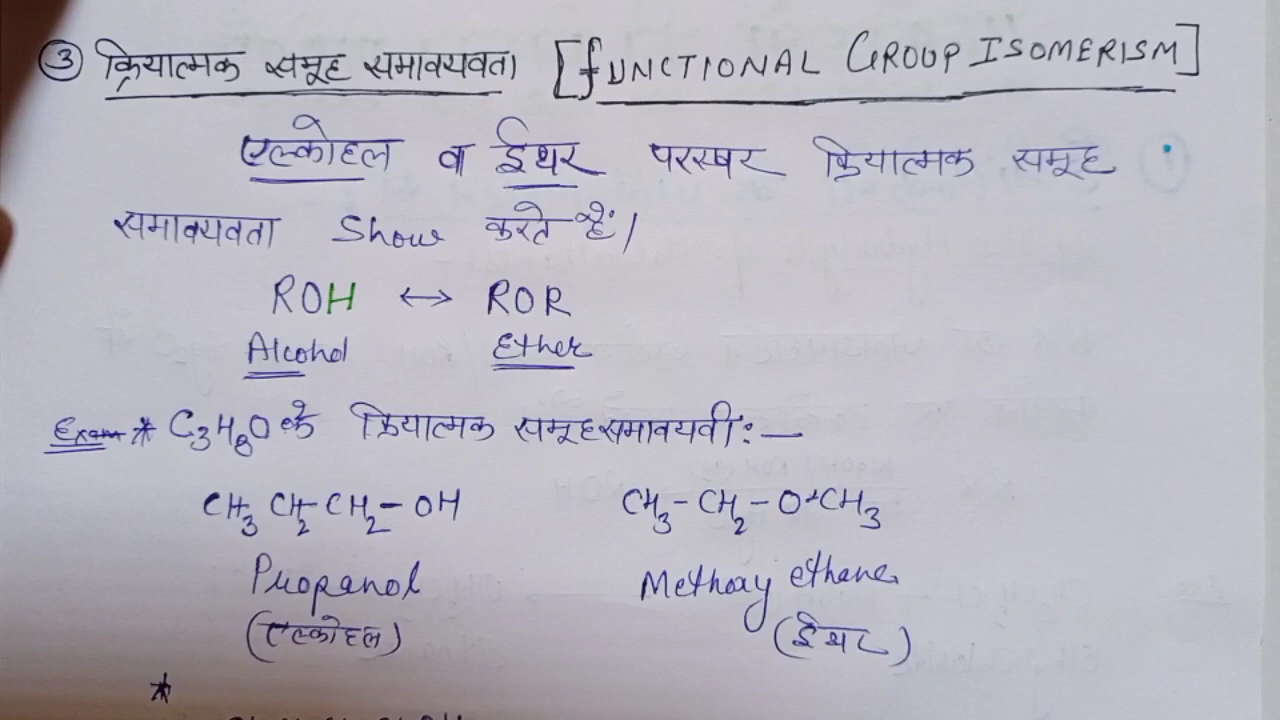 ③ क्रियात्मक समूह समावयवता [FUNCTIONAL GROUP ISOMERISM]
एल्कोहल व ईथर परस्पर क्रियात्मक समूह
समावयवता Show करते हैं।
ROH ↔ ROR
Alcohol Ether
Exam * C3H8O के क्रियात्मक समूह समावयवी:—
CH3 CH2-CH2-OH CH3-CH2-O-CH3
Propanol Methoxy ethane
(एल्कोहल) (ईथर)
*